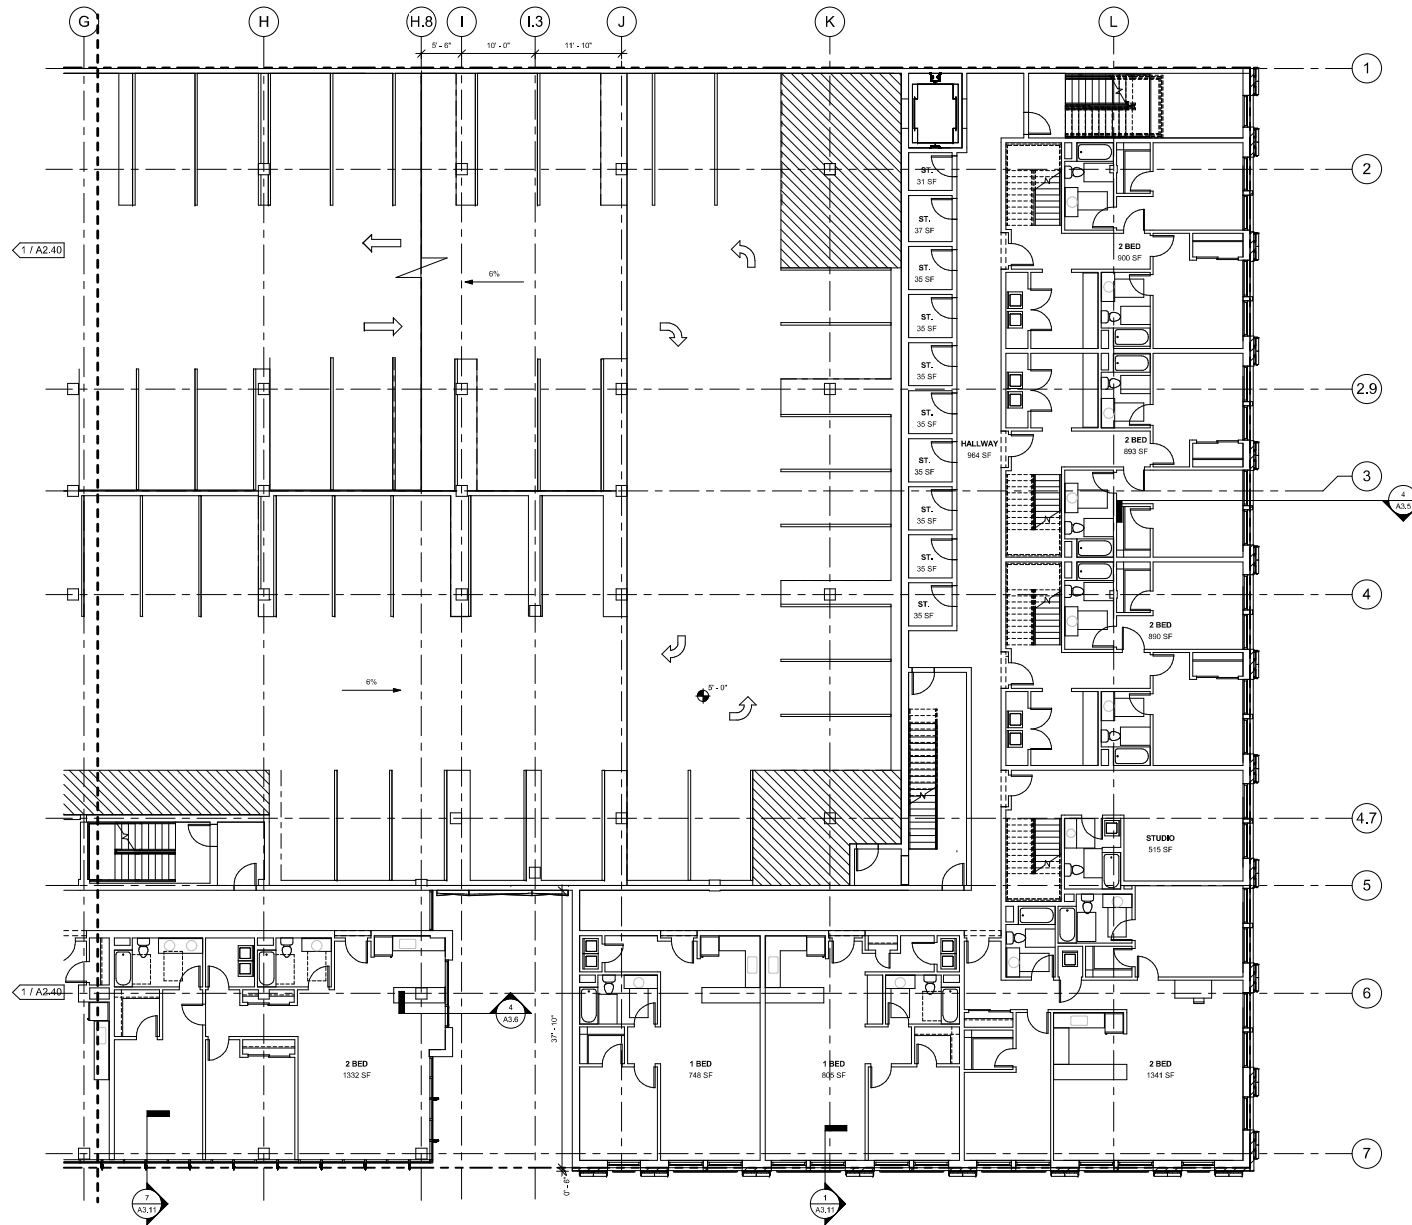 G
H
H.8
I
I.3
J
K
L
5' - 6"
10' - 0"
11' - 10"
1
2
ST.
31 SF
ST.
37 SF
1 / A2.40
2 BED
900 SF
6%
ST.
35 SF
ST.
35 SF
ST.
35 SF
2.9
ST.
35 SF
HALLWAY
964 SF
2 BED
893 SF
ST.
35 SF
3
4
A3.5
ST.
35 SF
ST.
35 SF
4
ST.
35 SF
2 BED
890 SF
6%
5' - 0"
4.7
STUDIO
515 SF
5
1 / A2.40
6
4
A3.6
37' - 10"
2 BED
1332 SF
1 BED
748 SF
1 BED
805 SF
2 BED
1341 SF
7
0' - 6"
7
A3.11
1
A3.11